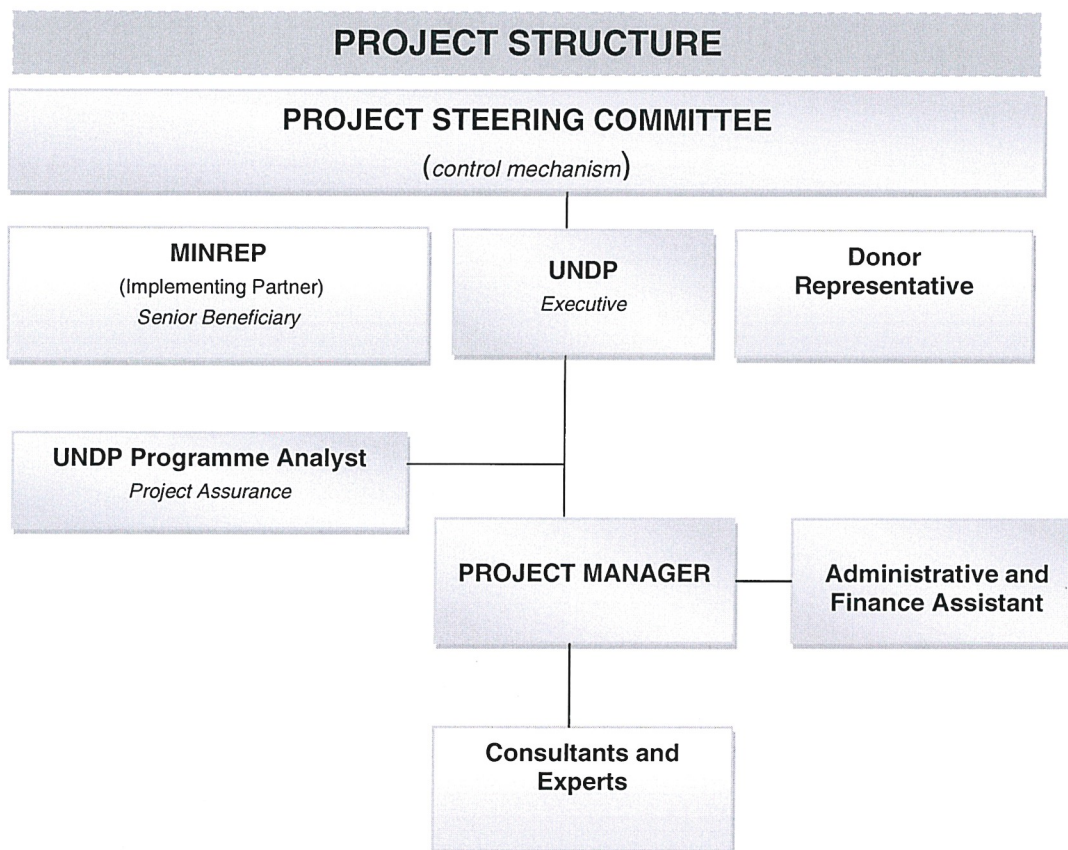 PROJECT STRUCTURE
PROJECT STEERING COMMITTEE
(control mechanism)
MINREP
(Implementing Partner)
Senior Beneficiary
UNDP
Executive
Donor
Representative
UNDP Programme Analyst
Project Assurance
PROJECT MANAGER
Administrative and
Finance Assistant
Consultants and
Experts